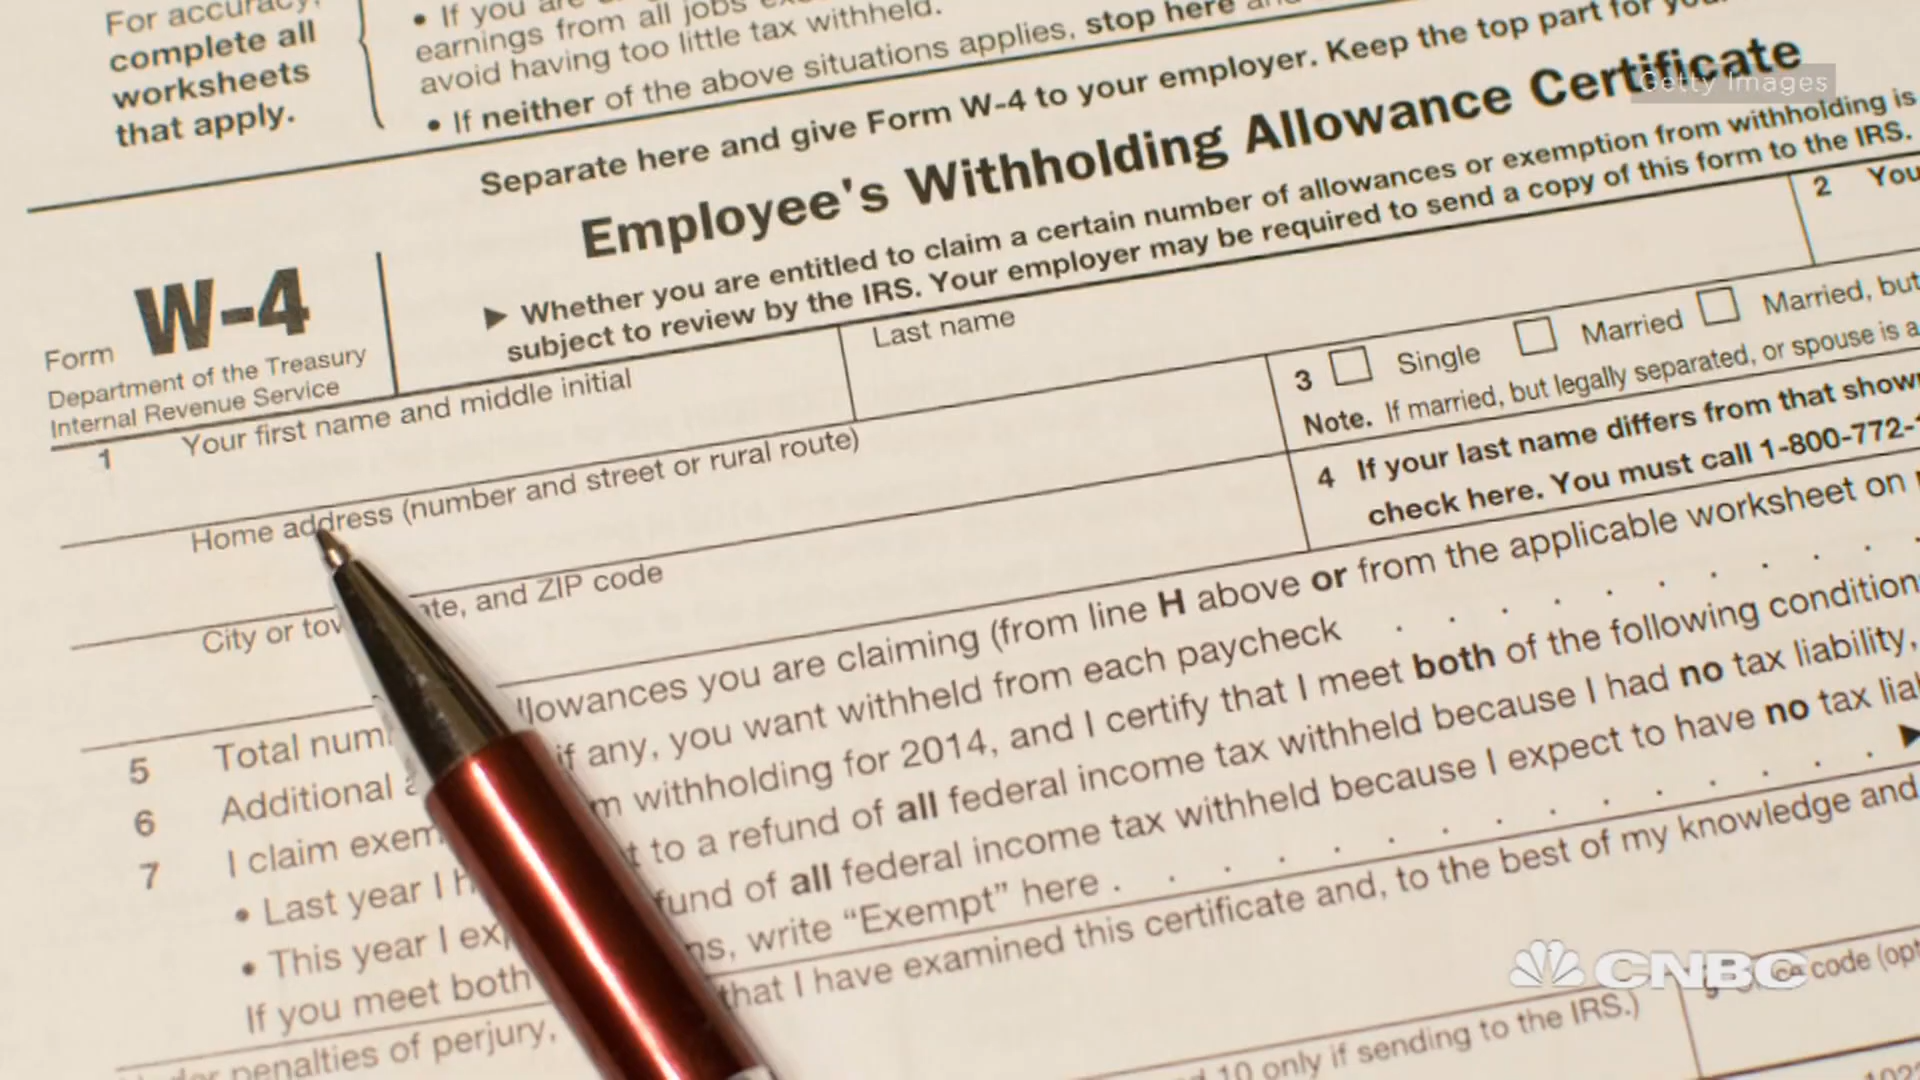 For accuracy,
complete all
worksheets
that apply.
• If you are
earnings from all jobs
avoid having too little tax withheld.
• If neither of the above situations applies, stop here
Separate here and give Form W-4 to your employer. Keep the top part for
Getty Images
Form W-4
Department of the Treasury
Internal Revenue Service
Employee's Withholding Allowance Certificate
▶ Whether you are entitled to claim a certain number of allowances or exemption from withholding is
subject to review by the IRS. Your employer may be required to send a copy of this form to the IRS.
1 Your first name and middle initial
Last name
2 You
Home address (number and street or rural route)
3 Single Married Married, but
Note. If married, but legally separated, or spouse is a
City or tow ate, and ZIP code
4 If your last name differs from that shown
check here. You must call 1-800-772-1
5 Total num llowances you are claiming (from line H above or from the applicable worksheet on
6 Additional if any, you want withheld from each paycheck
7 I claim exem m withholding for 2014, and I certify that I meet both of the following condition
• Last year I h t to a refund of all federal income tax withheld because I had no tax liability,
• This year I ex fund of all federal income tax withheld because I expect to have no tax lia
If you meet both ns, write “Exempt” here
penalties of perjury, that I have examined this certificate and, to the best of my knowledge and
10 only if sending to the IRS.)
code (opt
CNBC